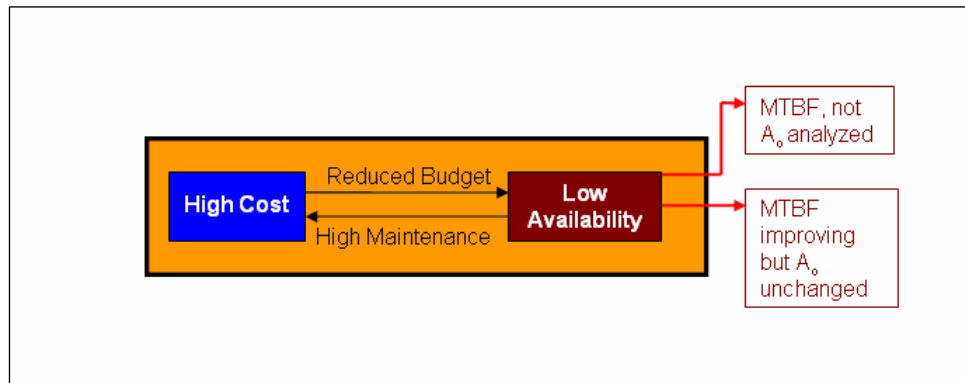 MTBF, not
Aₒ analyzed
Reduced Budget
High Cost
Low
Availability
High Maintenance
MTBF
improving
but Aₒ
unchanged